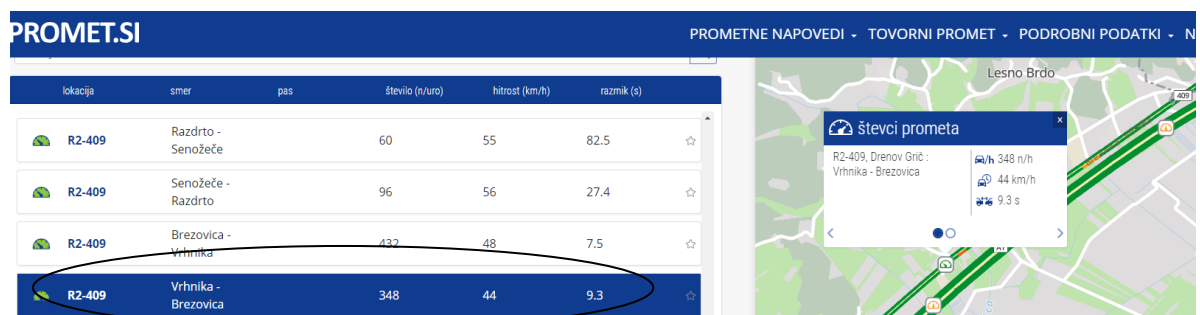 PROMET.SI
PROMETNE NAPOVEDI TOVORNI PROMET PODROBNI PODATKI N
lokacija smer pas število (n/uro) hitrost (km/h) razmik (s)
R2-409 Razdrto - Senožeče 60 55 82.5
R2-409 Senožeče - Razdrto 96 56 27.4
R2-409 Brezovica - Vrhnika 432 48 7.5
R2-409 Vrhnika - Brezovica 348 44 9.3
Lesno Brdo
409
števci prometa x
R2-409, Drenov Grič :
Vrhnika - Brezovica
/h 348 n/h
44 km/h
9.3 s
A1